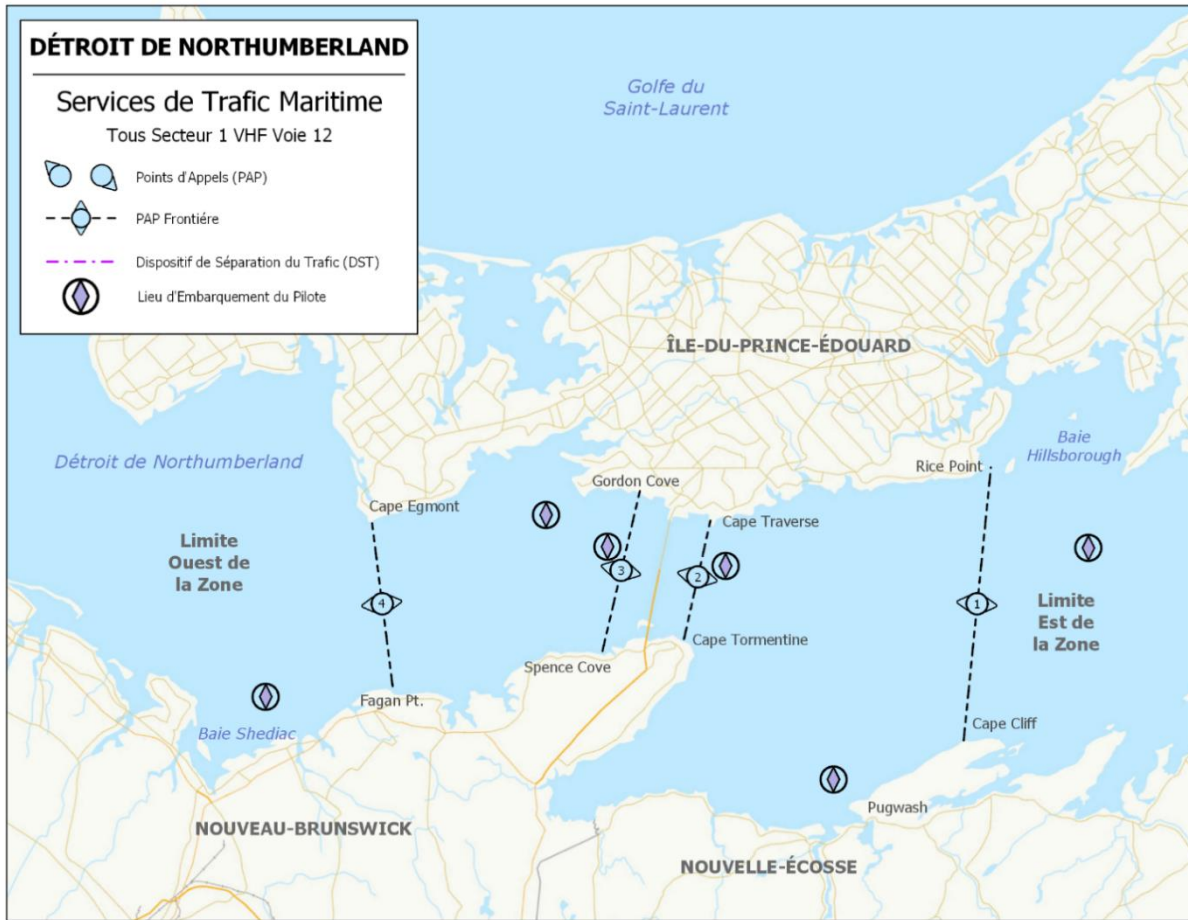 DÉTROIT DE NORTHUMBERLAND
Services de Trafic Maritime
Tous Secteur 1 VHF Voie 12
Points d'Appels (PAP)
PAP Frontiére
Dispositif de Séparation du Trafic (DST)
Lieu d'Embarquement du Pilote
Golfe du
Saint-Laurent
ÎLE-DU-PRINCE-ÉDOUARD
Baie
Hillsborough
Détroit de Northumberland
Rice Point
Gordon Cove
Cape Egmont
Cape Traverse
Limite
Ouest de
la Zone
3
2
4
1
Limite
Est de
la Zone
Cape Tormentine
Spence Cove
Fagan Pt.
Baie Shediac
Cape Cliff
Pugwash
NOUVEAU-BRUNSWICK
NOUVELLE-ÉCOSSE